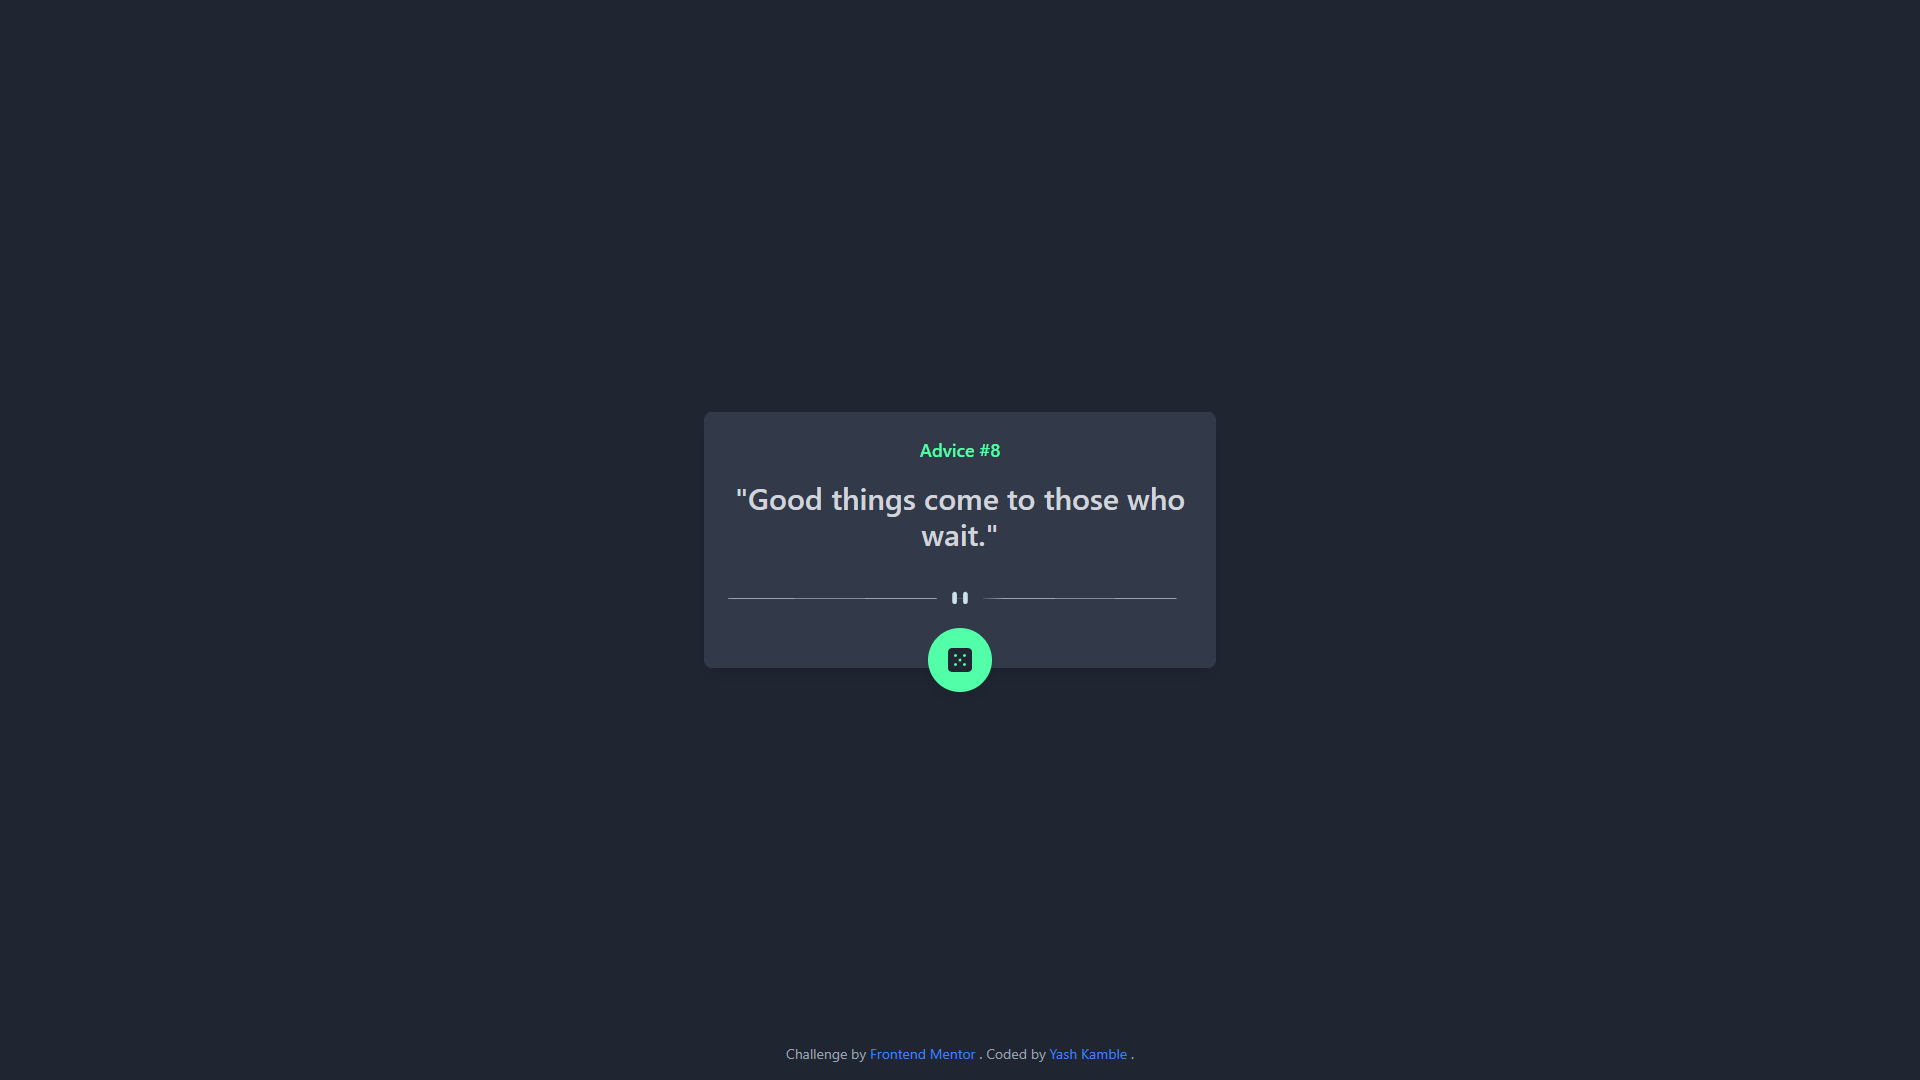 Advice #8
"Good things come to those who
wait."
Challenge by Frontend Mentor . Coded by Yash Kamble .